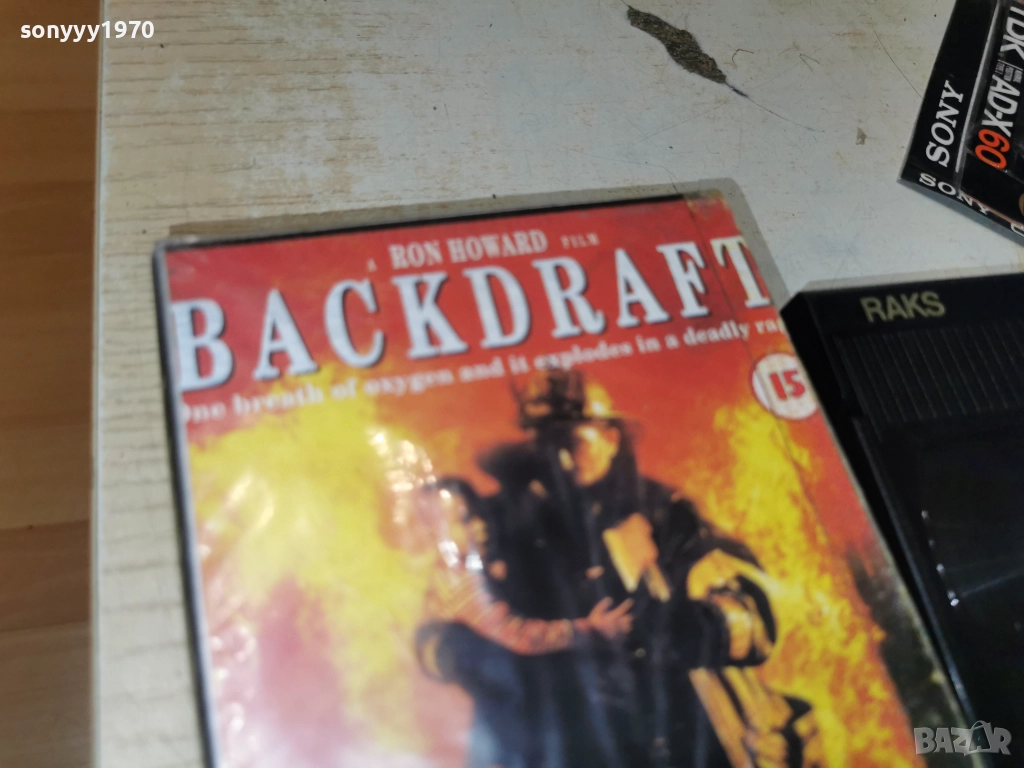 sonyyy1970
A RON HOWARD FILM
BACKDRAFT
One breath of oxygen and it explodes in a deadly
15
RAKS
SONY
SONY
TDK
AD-X60
BAZAR